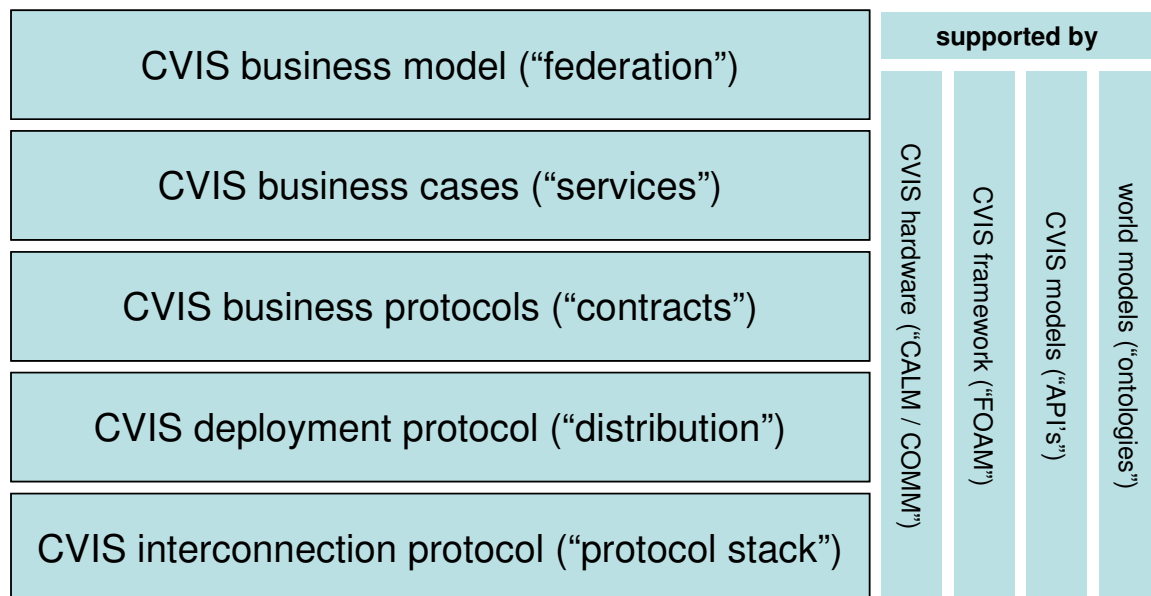 CVIS business model (“federation”)
CVIS business cases (“services”)
CVIS business protocols (“contracts”)
CVIS deployment protocol (“distribution”)
CVIS interconnection protocol (“protocol stack”)
supported by
CVIS hardware (“CALM / COMM”)
CVIS framework (“FOAM”)
CVIS models (“API's”)
world models (“ontologies”)